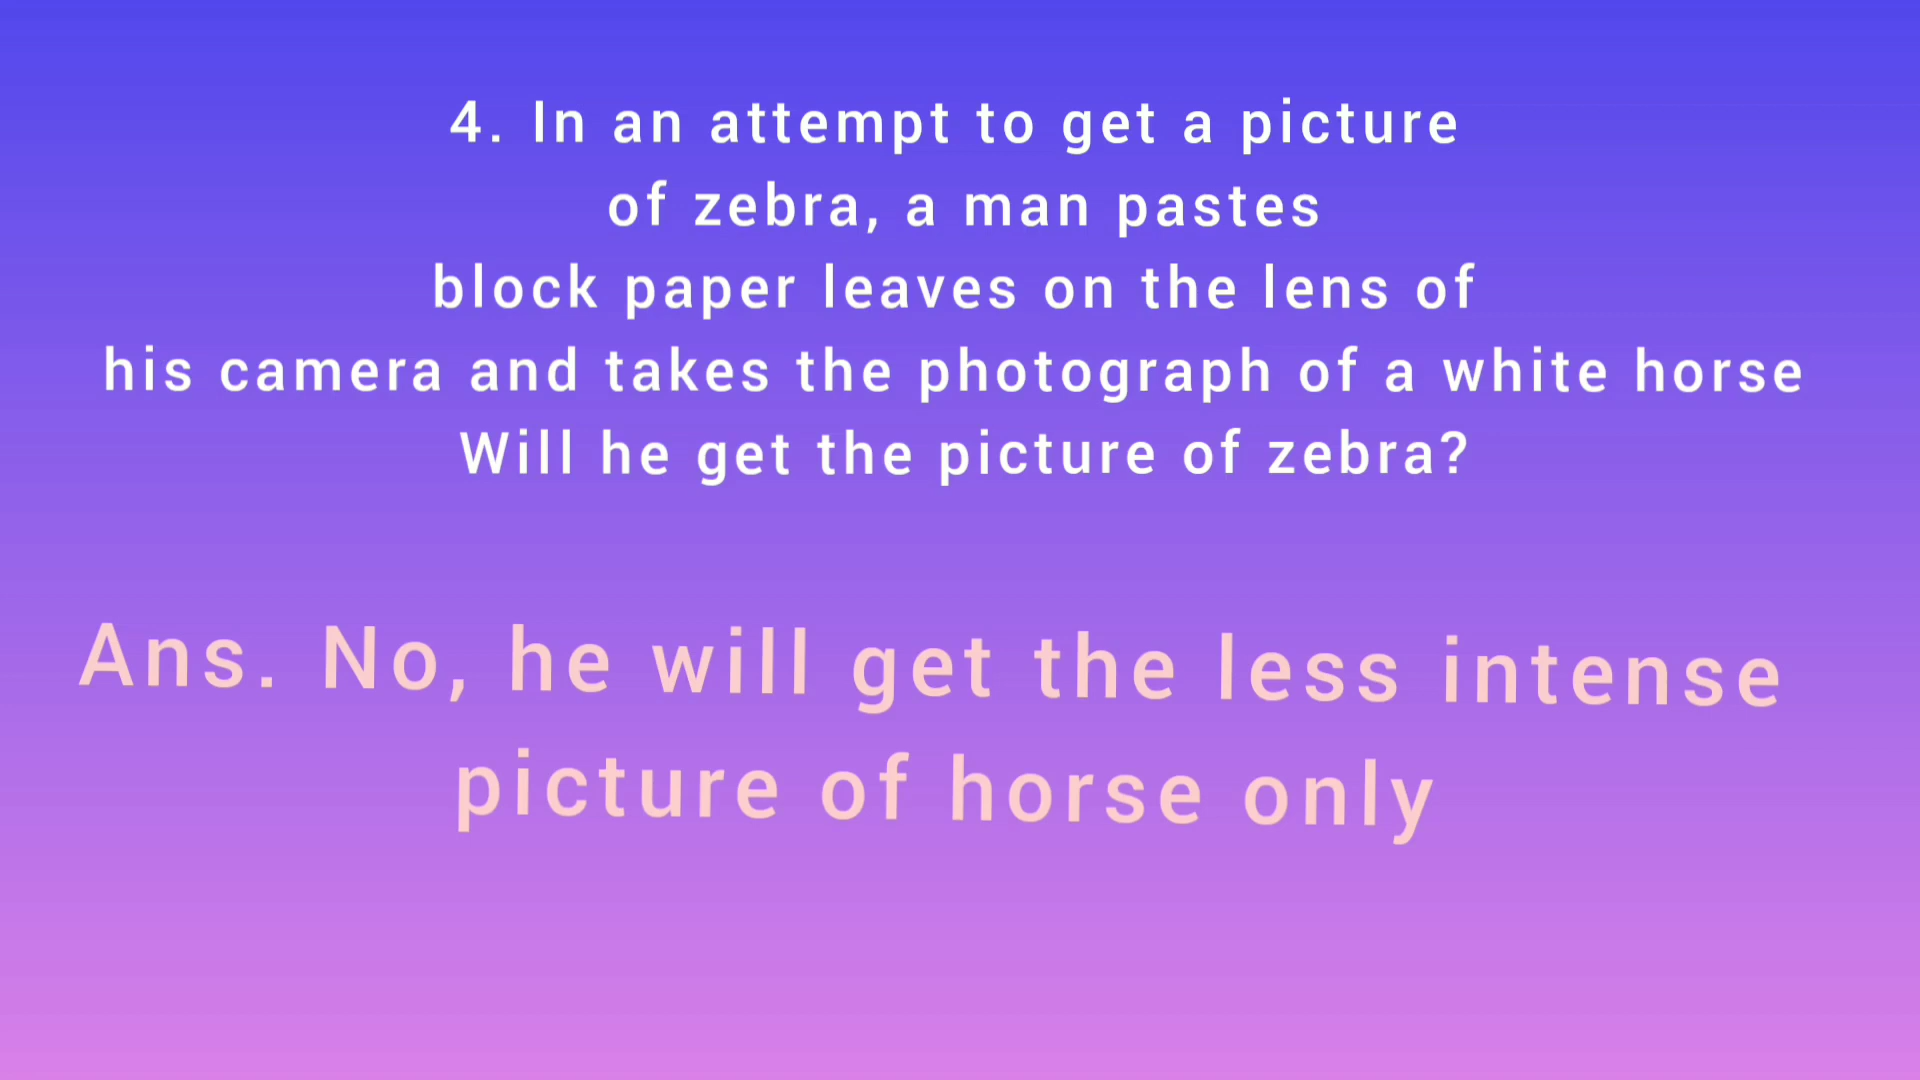 4. In an attempt to get a picture
of zebra, a man pastes
block paper leaves on the lens of
his camera and takes the photograph of a white horse
Will he get the picture of zebra?
Ans. No, he will get the less intense
picture of horse only